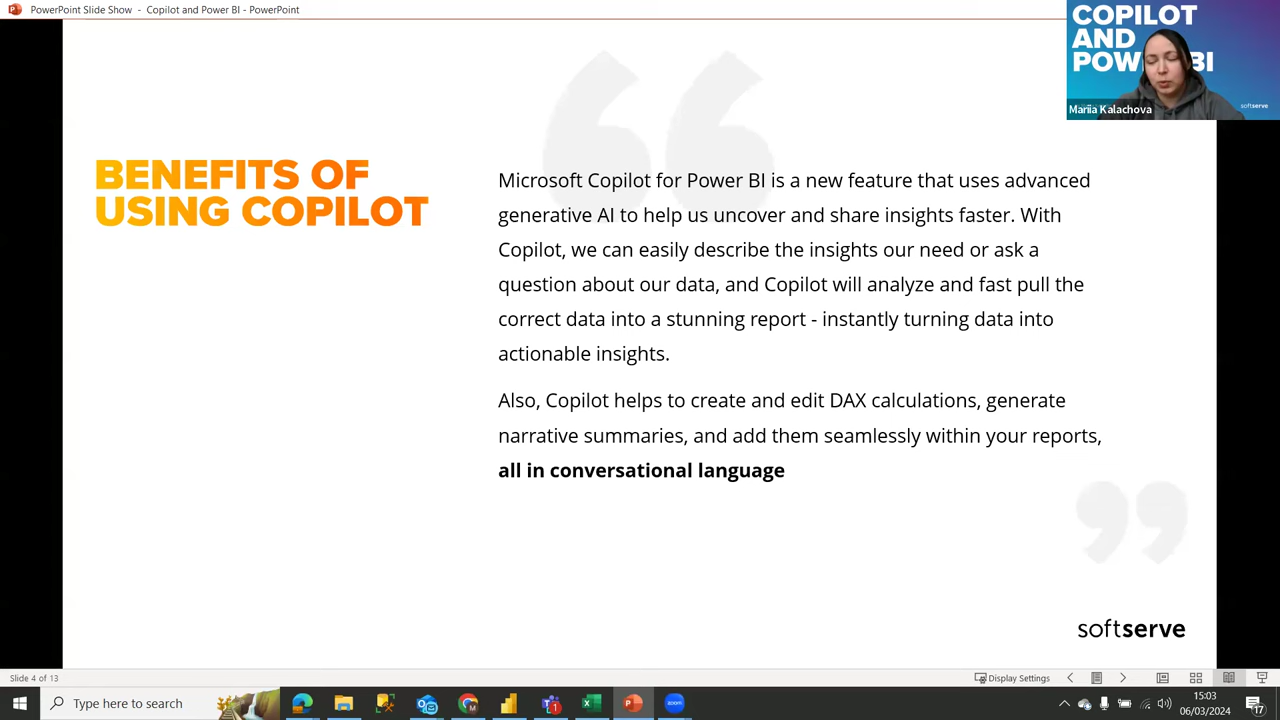 PowerPoint Slide Show - Copilot and Power BI - PowerPoint
COPILOT
AND
POW BI
Mariia Kalachova
softserve
BENEFITS OF
USING COPILOT
Microsoft Copilot for Power BI is a new feature that uses advanced
generative AI to help us uncover and share insights faster. With
Copilot, we can easily describe the insights our need or ask a
question about our data, and Copilot will analyze and fast pull the
correct data into a stunning report - instantly turning data into
actionable insights.
Also, Copilot helps to create and edit DAX calculations, generate
narrative summaries, and add them seamlessly within your reports,
all in conversational language
softserve
Slide 4 of 13
Display Settings
Type here to search
1
zoom
15:03
06/03/2024
17